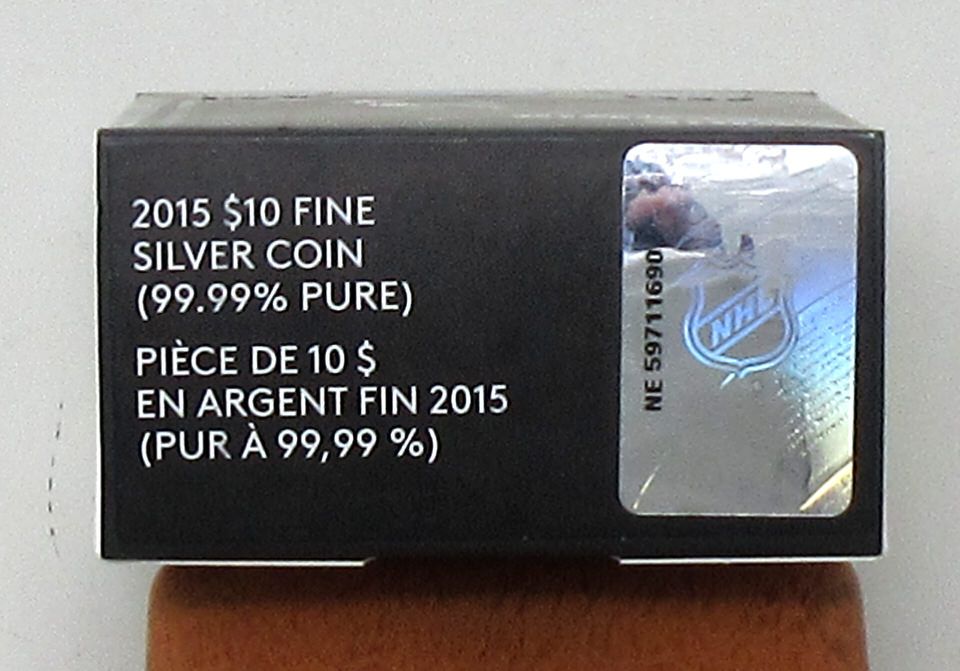 2015 $10 FINE
SILVER COIN
(99.99% PURE)
PIÈCE DE 10 $
EN ARGENT FIN 2015
(PUR À 99,99 %)
NE 59711690
NHL